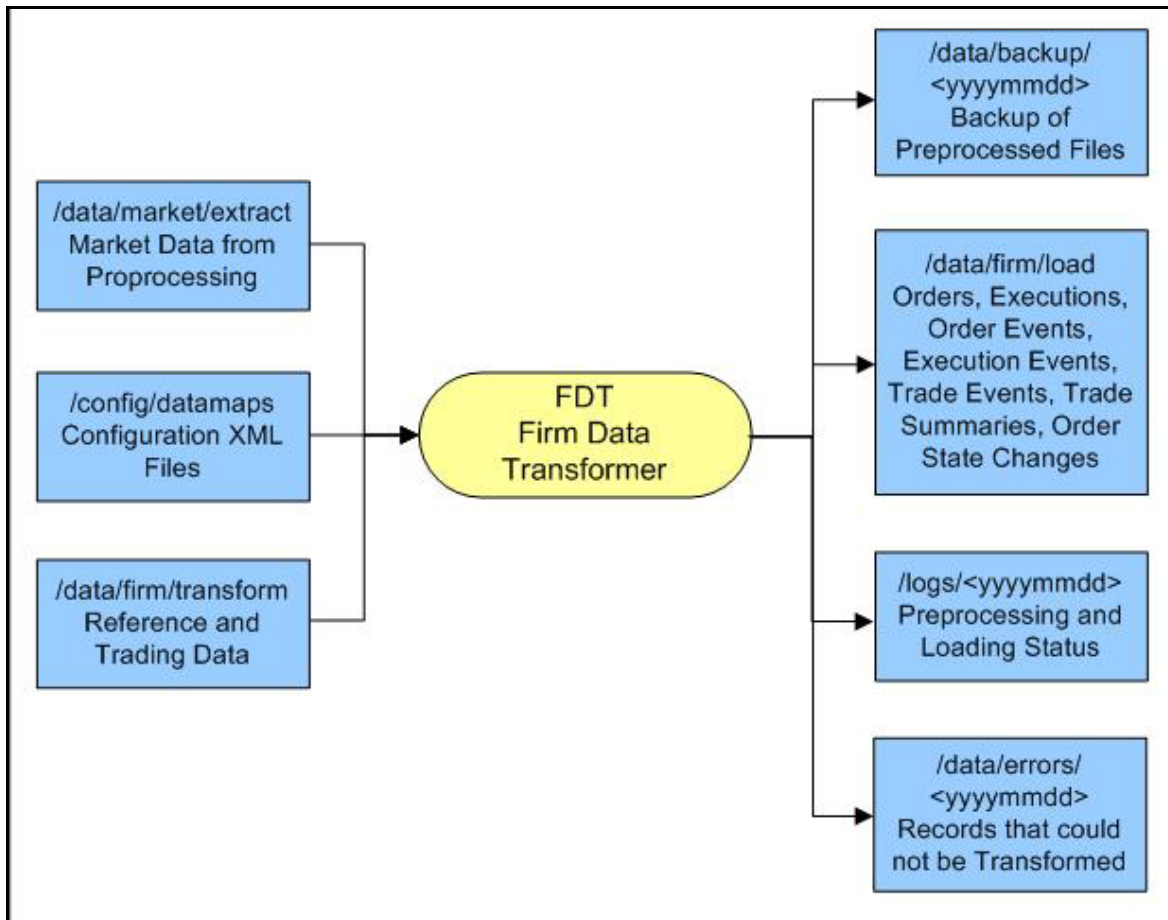 /data/market/extract
Market Data from
Proprocessing
/config/datamaps
Configuration XML
Files
/data/firm/transform
Reference and
Trading Data
FDT
Firm Data
Transformer
/data/backup/
<yyyymmdd>
Backup of
Preprocessed Files
/data/firm/load
Orders, Executions,
Order Events,
Execution Events,
Trade Events, Trade
Summaries, Order
State Changes
/logs/<yyyymmdd>
Preprocessing and
Loading Status
/data/errors/
<yyyymmdd>
Records that could
not be Transformed